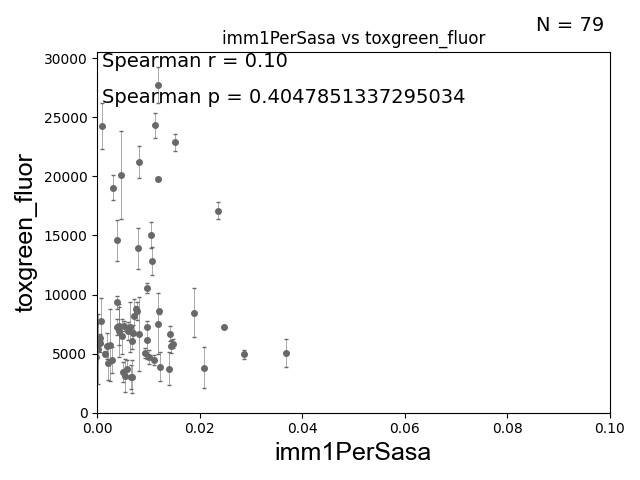 N = 79
imm1PerSasa vs toxgreen_fluor
Spearman r = 0.10
Spearman p = 0.4047851337295034
30000
25000
20000
15000
10000
5000
0
toxgreen_fluor
0.00 0.02 0.04 0.06 0.08 0.10
imm1PerSasa